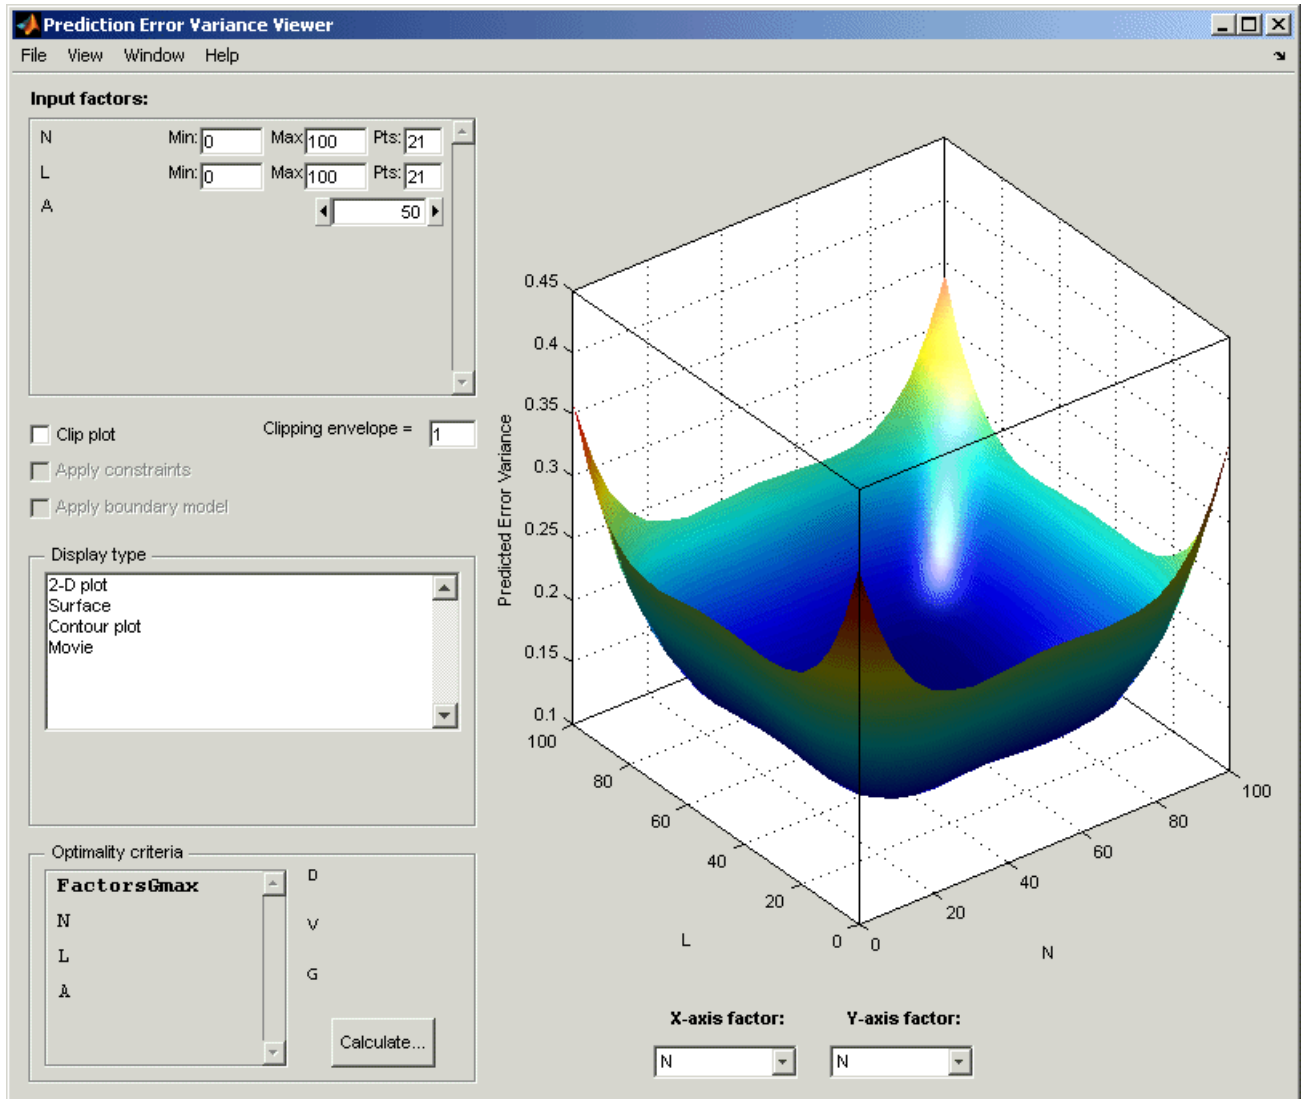 Prediction Error Variance Viewer
File View Window Help
Input factors:
N Min: 0 Max 100 Pts: 21
L Min: 0 Max 100 Pts: 21
A 50
Clip plot Clipping envelope = 1
Apply constraints
Apply boundary model
Display type
2-D plot
Surface
Contour plot
Movie
Optimality criteria
FactorsGmax
N
L
A
D
V
G
Calculate...
Predicted Error Variance
0.45
0.4
0.35
0.3
0.25
0.2
0.15
0.1
100
80
60
40
20
0
L
0
20
40
60
80
100
N
X-axis factor: Y-axis factor:
N N